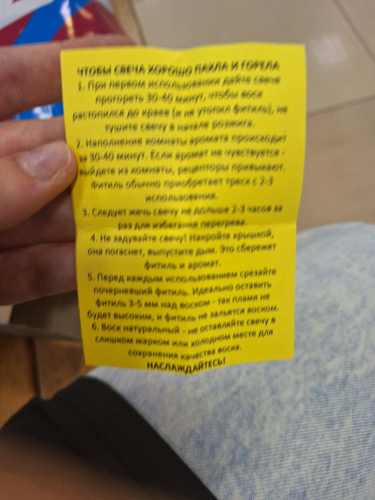 ЧТОБЫ СВЕЧА ХОРОШО ПАХЛА И ГОРЕЛА
1. При первом использовании дайте свече
прогореть 30-40 минут, чтобы воск
растопился до краев (и не утопил фитиль), не
тушите свечу в начале розжига.
2. Наполнение комнаты аромата происходит
за 30-40 минут. Если аромат не чувствуется -
выйдете из комнаты, рецепторы привыкают.
Фитиль обычно приобретает треск с 2-3
использования.
3. Следует жечь свечу не дольше 2-3 часов за
раз для избегания перегрева.
4. Не задувайте свечу! Накройте крышкой,
она погаснет, выпустите дым. Это сбережет
фитиль и аромат.
5. Перед каждым использованием срезайте
почерневший фитиль. Идеально оставить
фитиль 3-5 мм над воском - так пламя не
будет высоким, и фитиль не зальется воском.
6. Воск натуральный - не оставляйте свечу в
слишком жарком или холодном месте для
сохранения качества воска.
НАСЛАЖДАЙТЕСЬ!